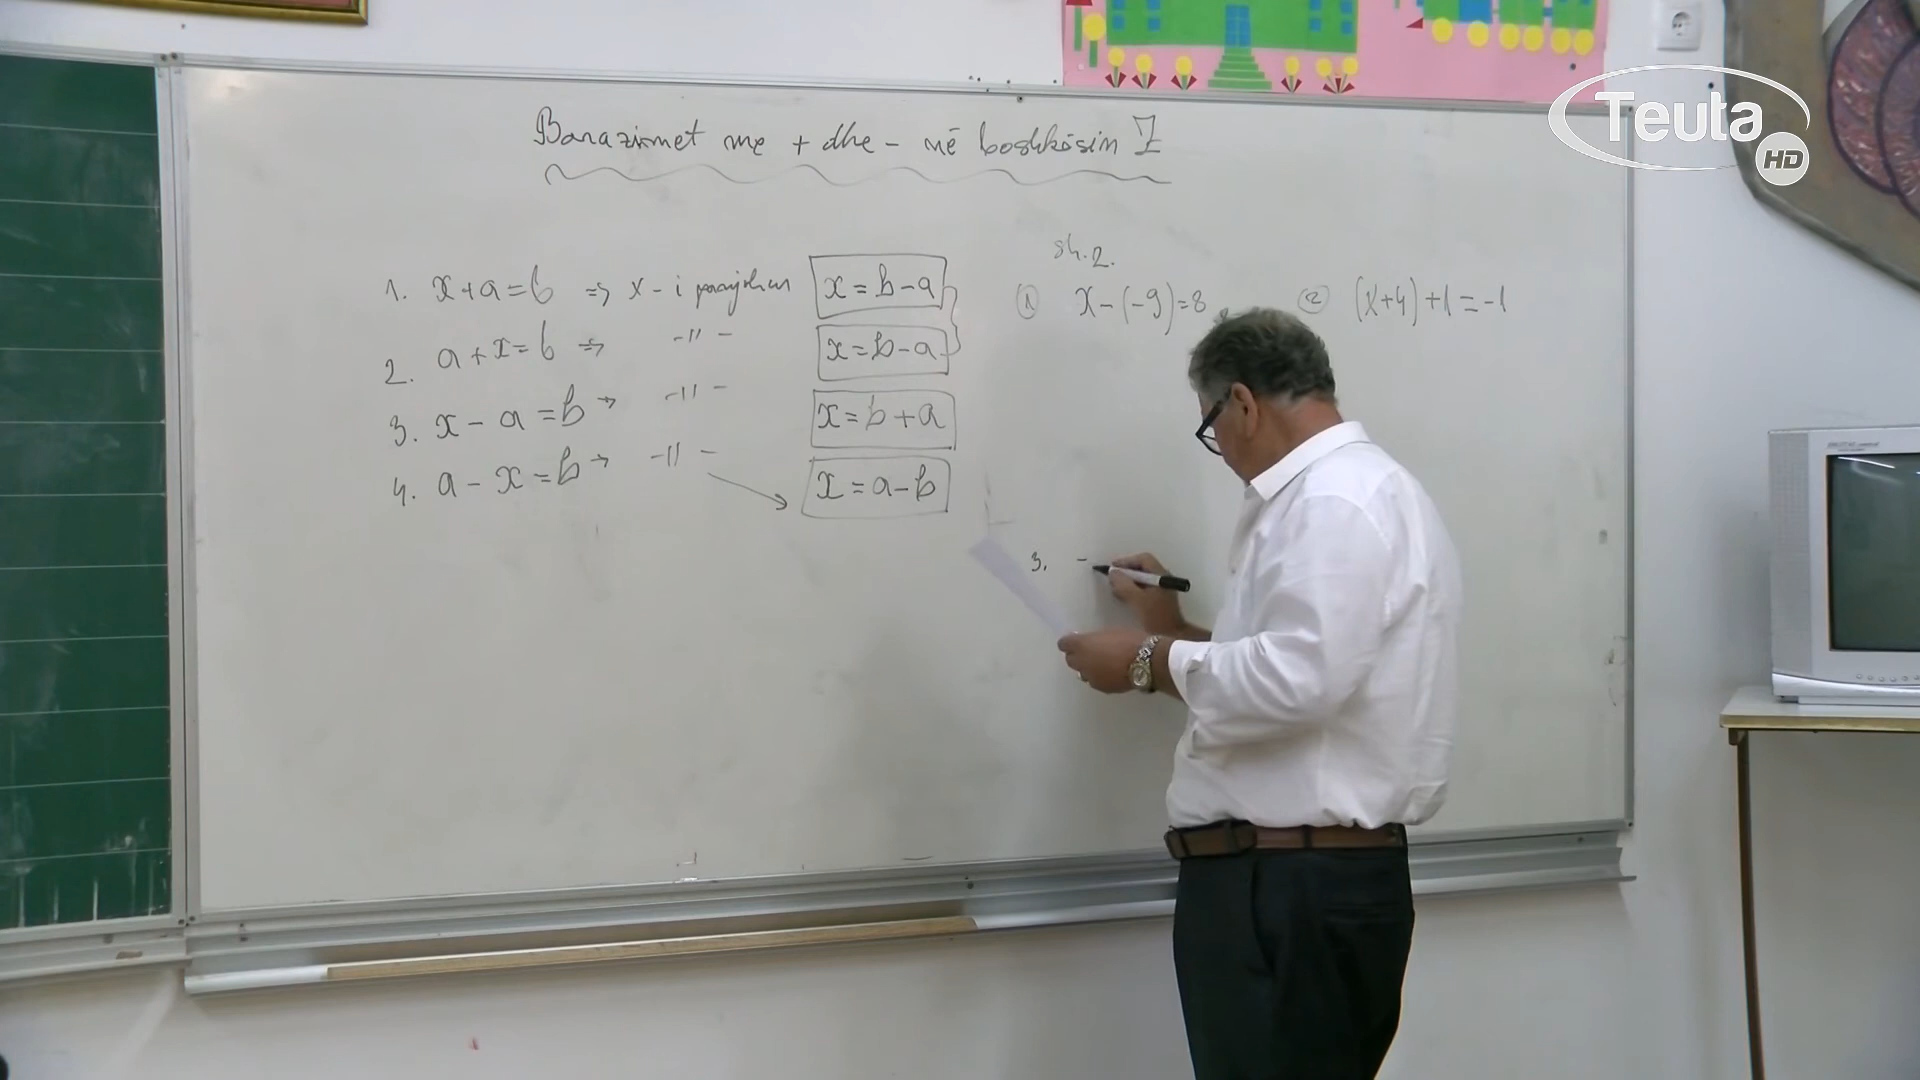 Barazimet me + dhe - në bashkësin Z
1. x+a=b => x - i panjohur x=b-a
2. a+x=b => -11- x=b-a
3. x-a=b → -11- x=b+a
4. a-x=b → -11- x=a-b
sh.2.
1 x-(-9)=8
2 (x+4)+1=-1
3. -
Teuta
HD